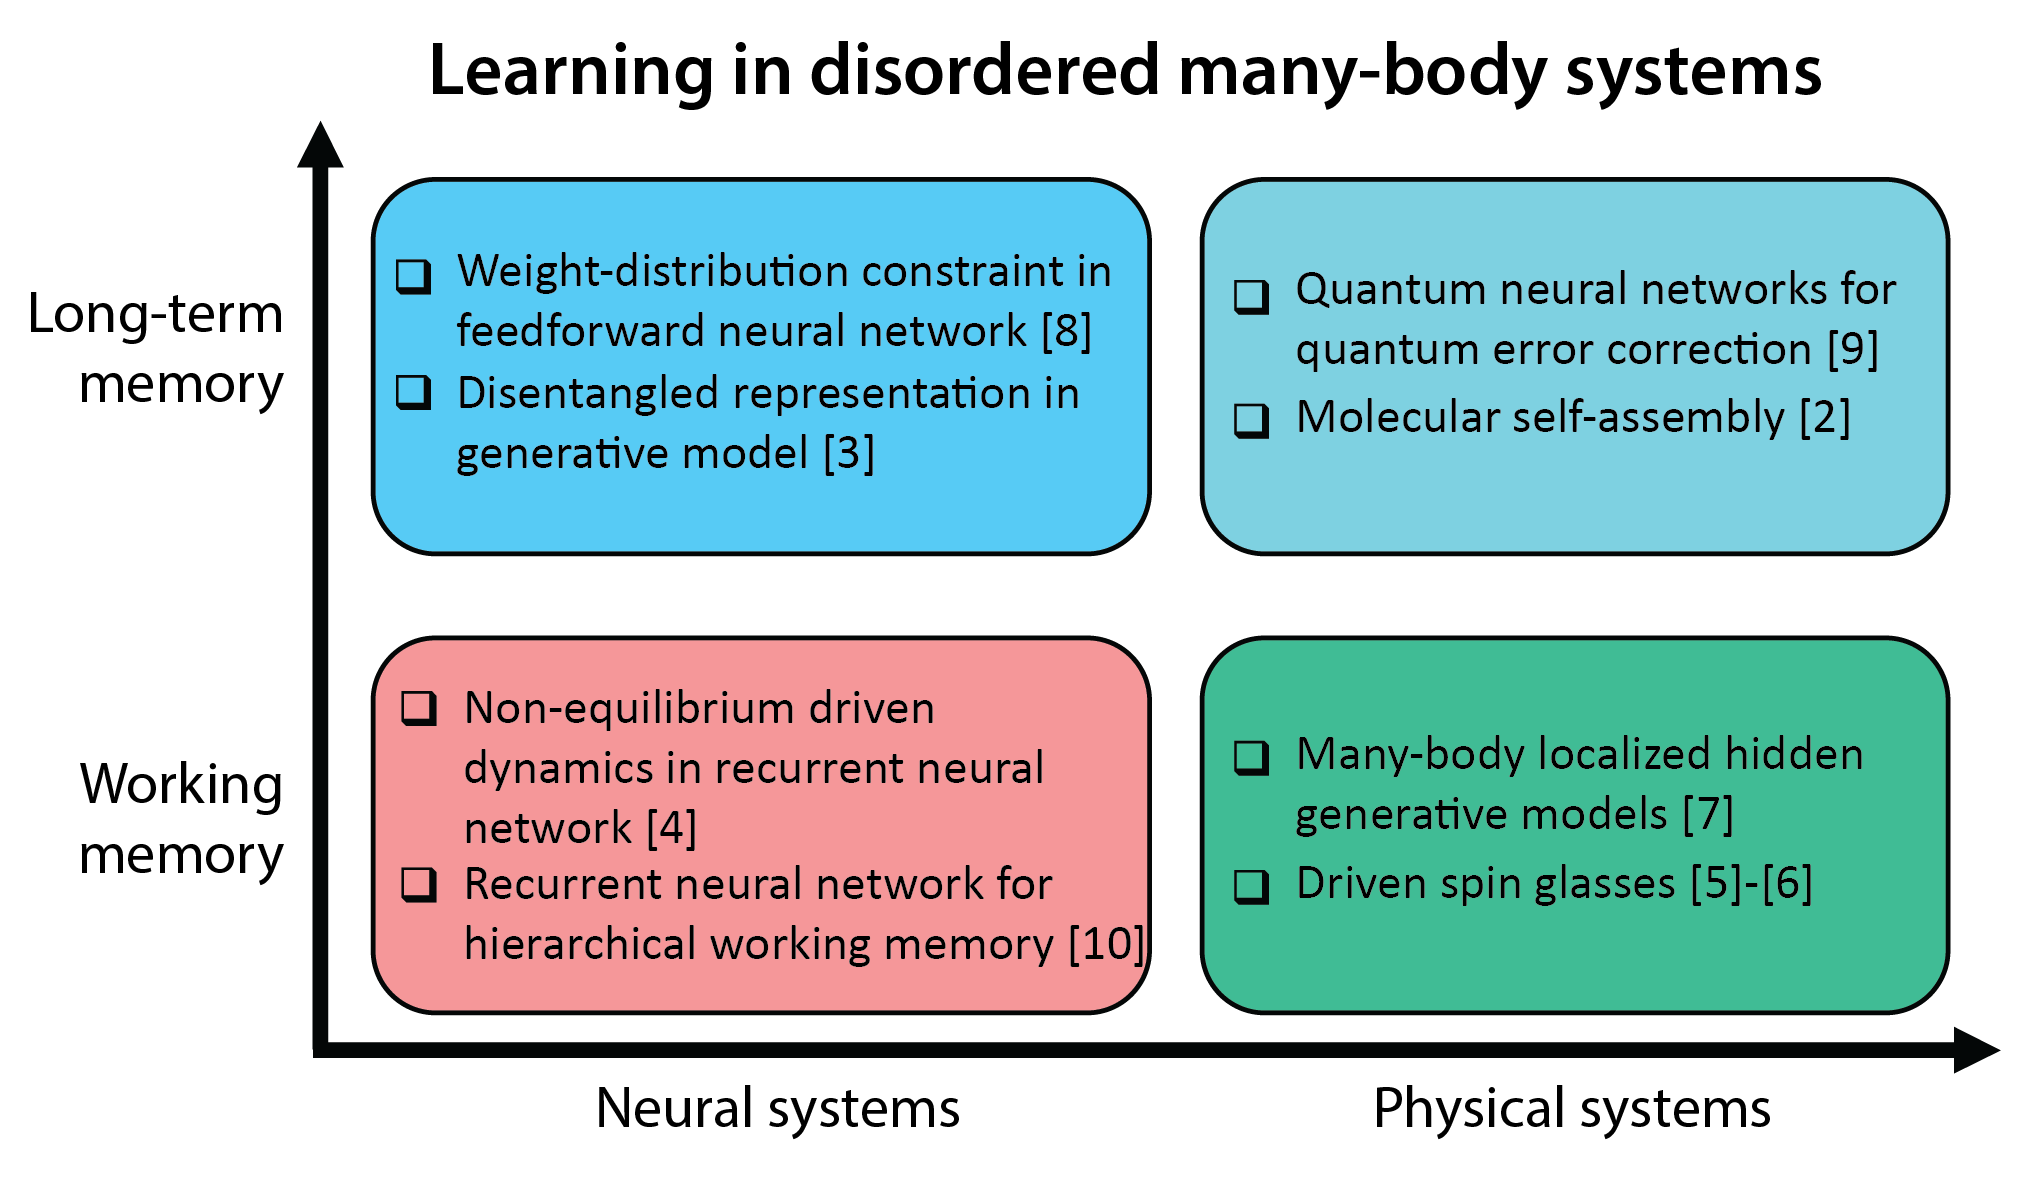 Learning in disordered many-body systems
Long-term
memory
Weight-distribution constraint in
feedforward neural network [8]
Disentangled representation in
generative model [3]
Quantum neural networks for
quantum error correction [9]
Molecular self-assembly [2]
Working
memory
Non-equilibrium driven
dynamics in recurrent neural
network [4]
Recurrent neural network for
hierarchical working memory [10]
Many-body localized hidden
generative models [7]
Driven spin glasses [5]-[6]
Neural systems
Physical systems